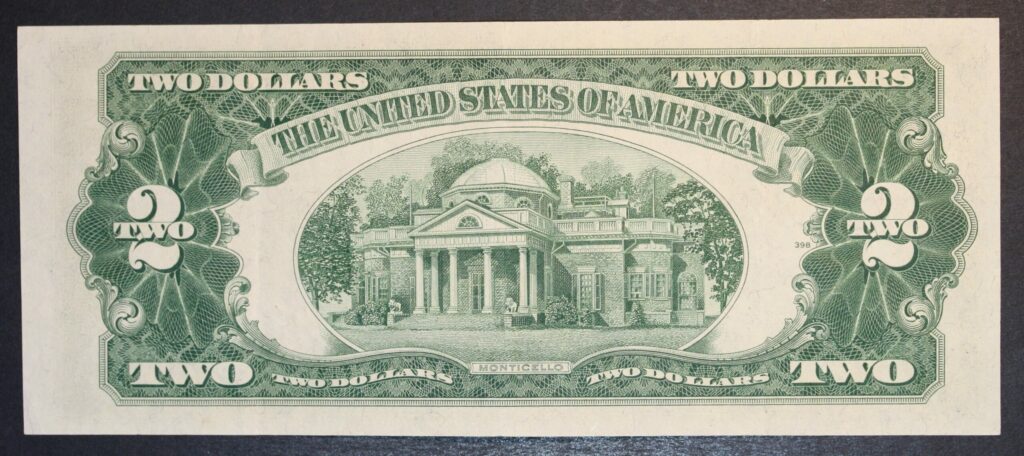 TWO DOLLARS
TWO DOLLARS
THE UNITED STATES OF AMERICA
2
TWO
2
TWO
398
MONTICELLO
TWO
TWO DOLLARS
TWO DOLLARS
TWO